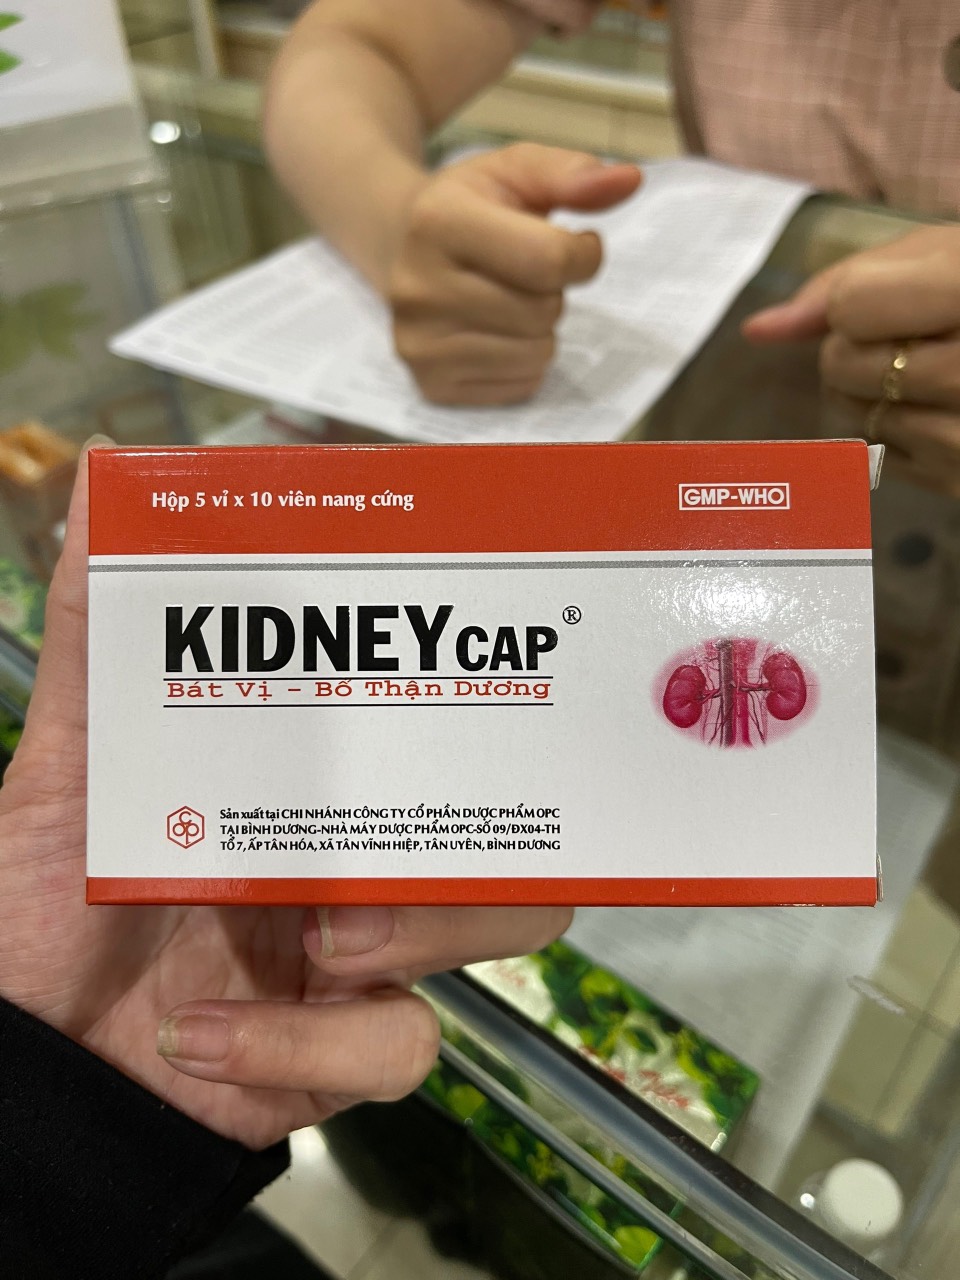 Hộp 5 vỉ x 10 viên nang cứng
GMP-WHO
KIDNEYCAP®
Bát Vị - Bổ Thận Dương
OPC
Sản xuất tại CHI NHÁNH CÔNG TY CỔ PHẦN DƯỢC PHẨM OPC
TẠI BÌNH DƯƠNG-NHÀ MÁY DƯỢC PHẨM OPC-SỐ 09/ĐX04-TH
TỔ 7, ẤP TÂN HÓA, XÃ TÂN VĨNH HIỆP, TÂN UYÊN, BÌNH DƯƠNG